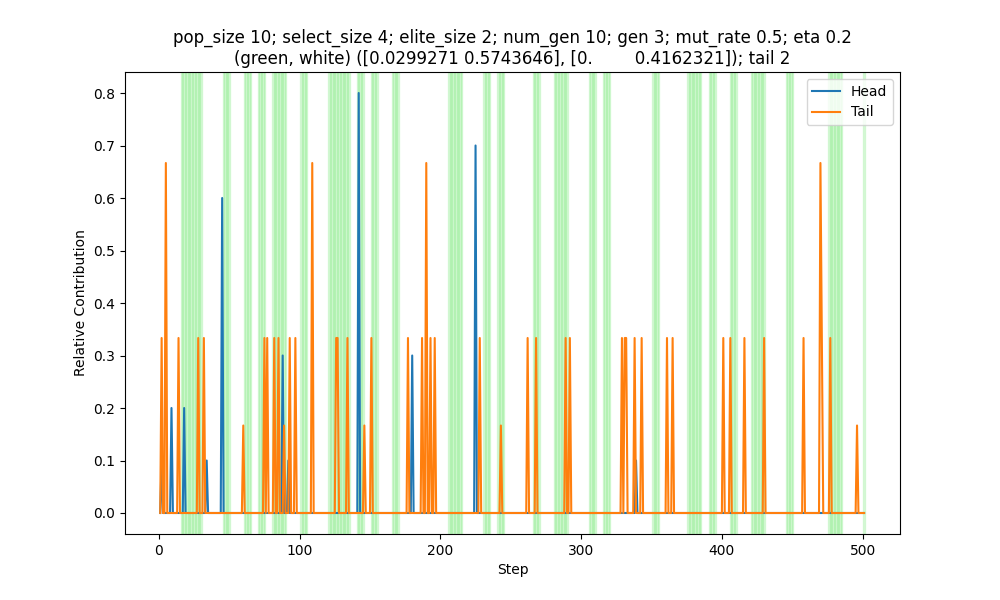 pop_size 10; select_size 4; elite_size 2; num_gen 10; gen 3; mut_rate 0.5; eta 0.2
(green, white) ([0.0299271 0.5743646], [0.         0.4162321]); tail 2
Head
Tail
0.8
0.7
0.6
0.5
0.4
0.3
0.2
0.1
0.0
Relative Contribution
0 100 200 300 400 500
Step